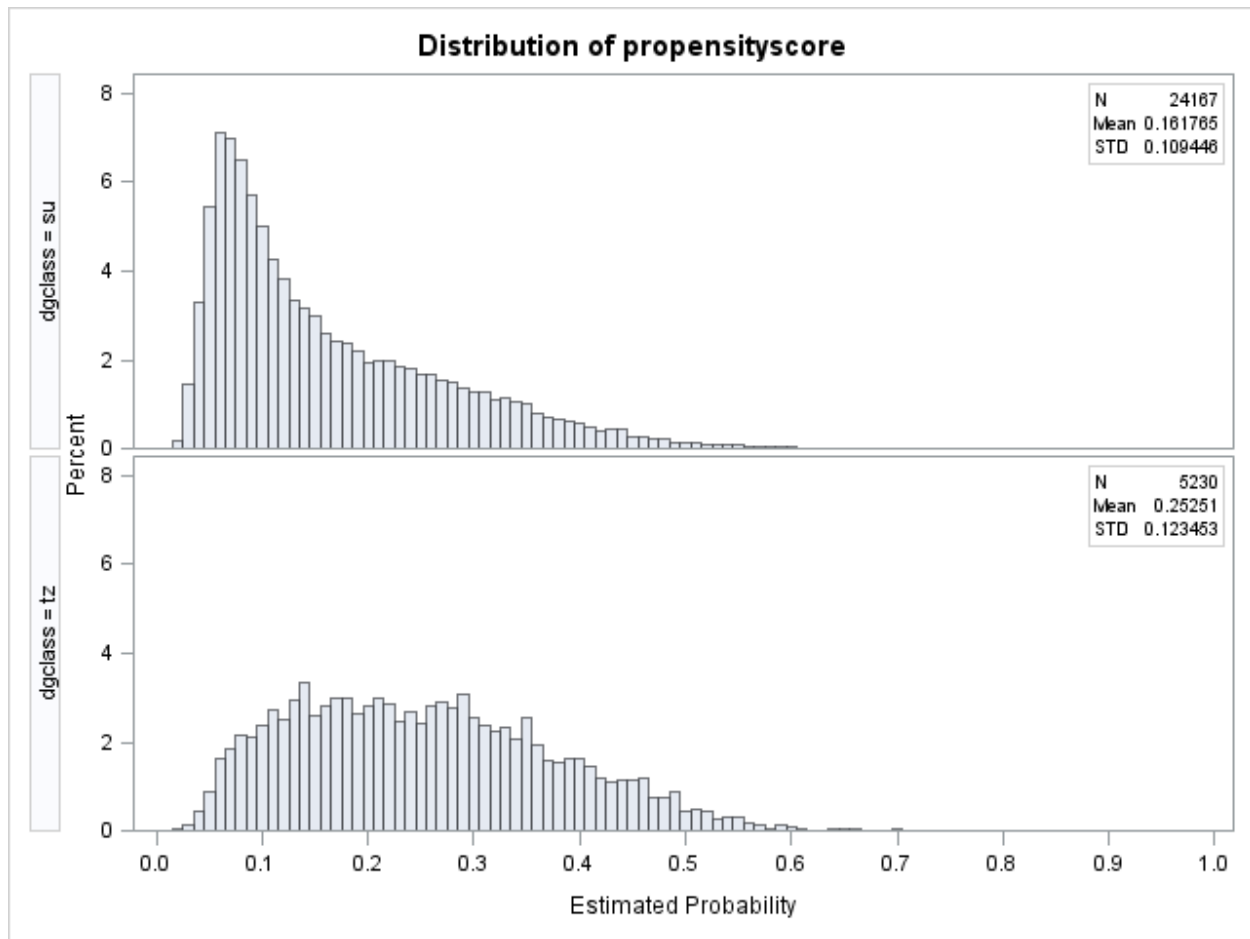 Distribution of propensityscore
dgclass = su
8
6
4
2
0
N 24167
Mean 0.161765
STD 0.109446
Percent
dgclass = tz
8
6
4
2
0
N 5230
Mean 0.25251
STD 0.123453
0.0 0.1 0.2 0.3 0.4 0.5 0.6 0.7 0.8 0.9 1.0
Estimated Probability